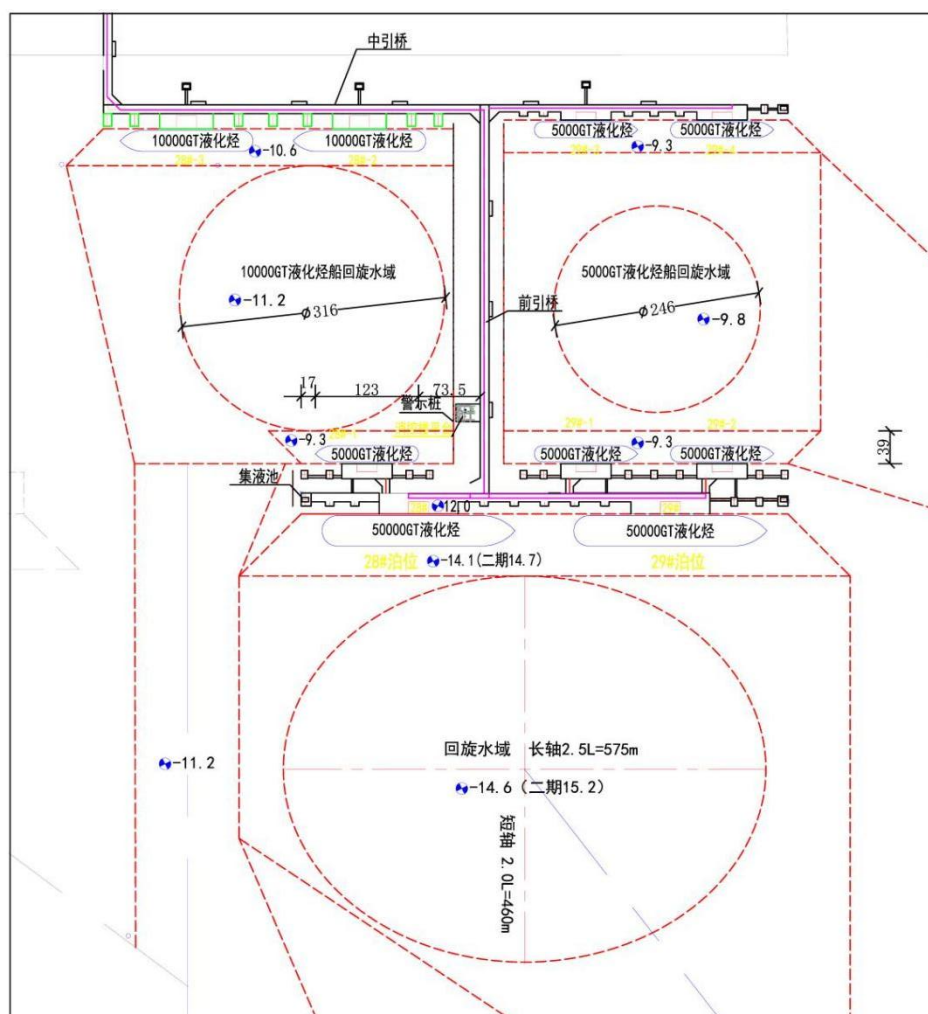 中引桥
10000GT液化烃
10000GT液化烃
5000GT液化烃
5000GT液化烃
28#-3
-10.6
28#-2
-9.3
10000GT液化烃船回旋水域
-11.2
ϕ316
5000GT液化烃船回旋水域
ϕ246
-9.8
前引桥
17
123
73.5
警示桩
-9.3
29#-1
29#-2
-9.3
39
5000GT液化烃
5000GT液化烃
5000GT液化烃
集液池
-12.0
50000GT液化烃
50000GT液化烃
28#泊位
-14.1(二期14.7)
29#泊位
-11.2
回旋水域 长轴2.5L=575m
-14.6（二期15.2）
短轴 2.0L=460m